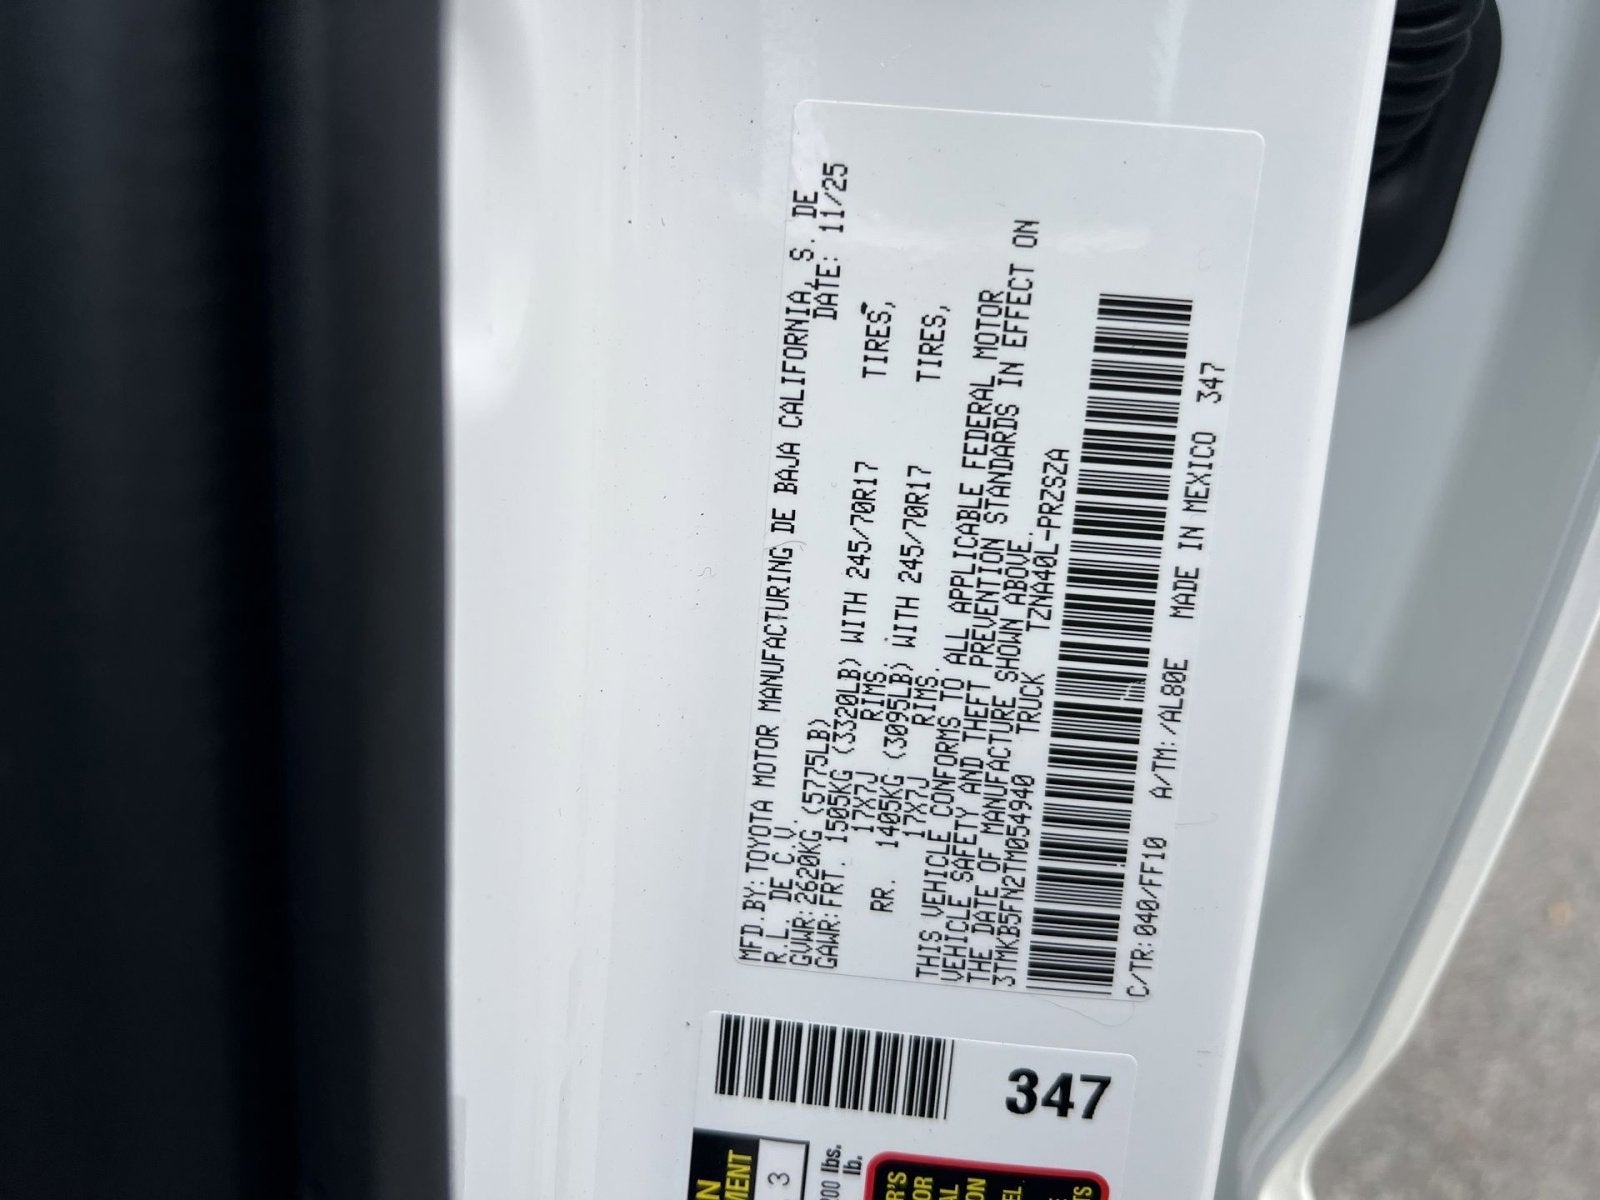 MFD.BY:TOYOTA MOTOR MANUFACTURING DE BAJA CALIFORNIA, S. DE
R.L. DE C.V. DATE: 11/25
GVWR:2620KG (5775LB)
GAWR:FRT. 1505KG (3320LB) WITH 245/70R17 TIRES,
17X7J RIMS
RR. 1405KG (3095LB) WITH 245/70R17 TIRES,
17X7J RIMS.
THIS VEHICLE CONFORMS TO ALL APPLICABLE FEDERAL MOTOR
VEHICLE SAFETY AND THEFT PREVENTION STANDARDS IN EFFECT ON
THE DATE OF MANUFACTURE SHOWN ABOVE.
3TMKB5FN2TM054940 TRUCK TZNA40L-PRZSZA
C/TR:040/FF10 A/TM:/AL80E MADE IN MEXICO 347
347
3
lbs.
lb.